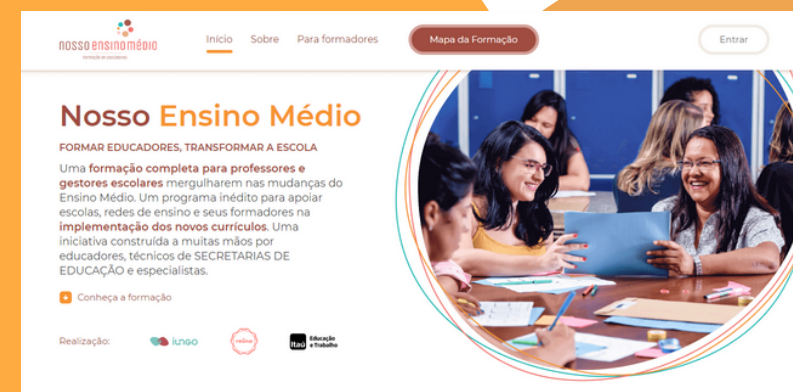 nosso ensino médio
Início
Sobre
Para formadores
Mapa da Formação
Entrar
Nosso Ensino Médio
FORMAR EDUCADORES, TRANSFORMAR A ESCOLA
Uma formação completa para professores e
gestores escolares mergulharem nas mudanças do
Ensino Médio. Um programa inédito para apoiar
escolas, redes de ensino e seus formadores na
implementação dos novos currículos. Uma
iniciativa construída a muitas mãos por
educadores, técnicos de SECRETARIAS DE
EDUCAÇÃO e especialistas.
Conheça a formação
Realização:
iungo
Itaú
Educação
e Trabalho